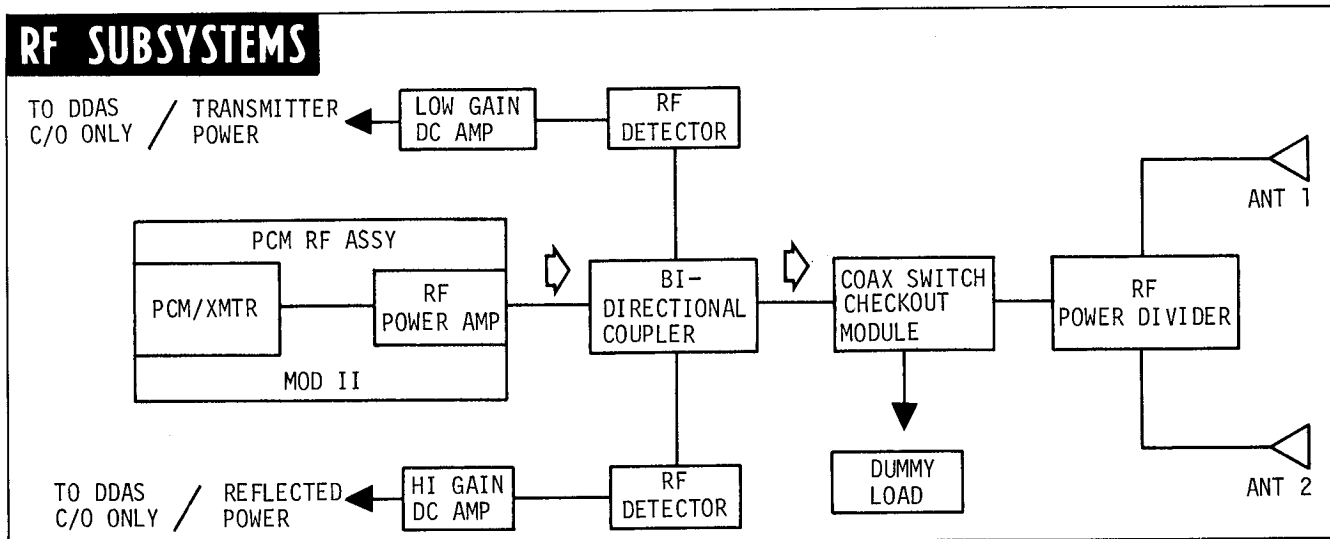 RF SUBSYSTEMS
TO DDAS
C/O ONLY / TRANSMITTER
POWER
LOW GAIN
DC AMP
RF
DETECTOR
ANT 1
PCM RF ASSY
PCM/XMTR
RF
POWER AMP
MOD II
BI-
DIRECTIONAL
COUPLER
COAX SWITCH
CHECKOUT
MODULE
RF
POWER DIVIDER
DUMMY
LOAD
TO DDAS
C/O ONLY / REFLECTED
POWER
HI GAIN
DC AMP
RF
DETECTOR
ANT 2